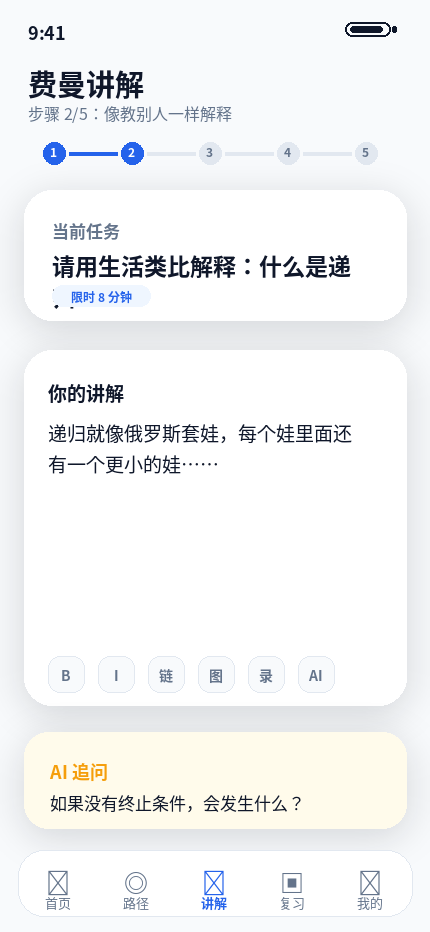 9:41
费曼讲解
步骤 2/5：像教别人一样解释
1 2 3 4 5
当前任务
请用生活类比解释：什么是递
限时 8 分钟
你的讲解
递归就像俄罗斯套娃，每个娃里面还
有一个更小的娃……
B I 链 图 录 AI
AI 追问
如果没有终止条件，会发生什么？
首页 路径 讲解 复习 我的